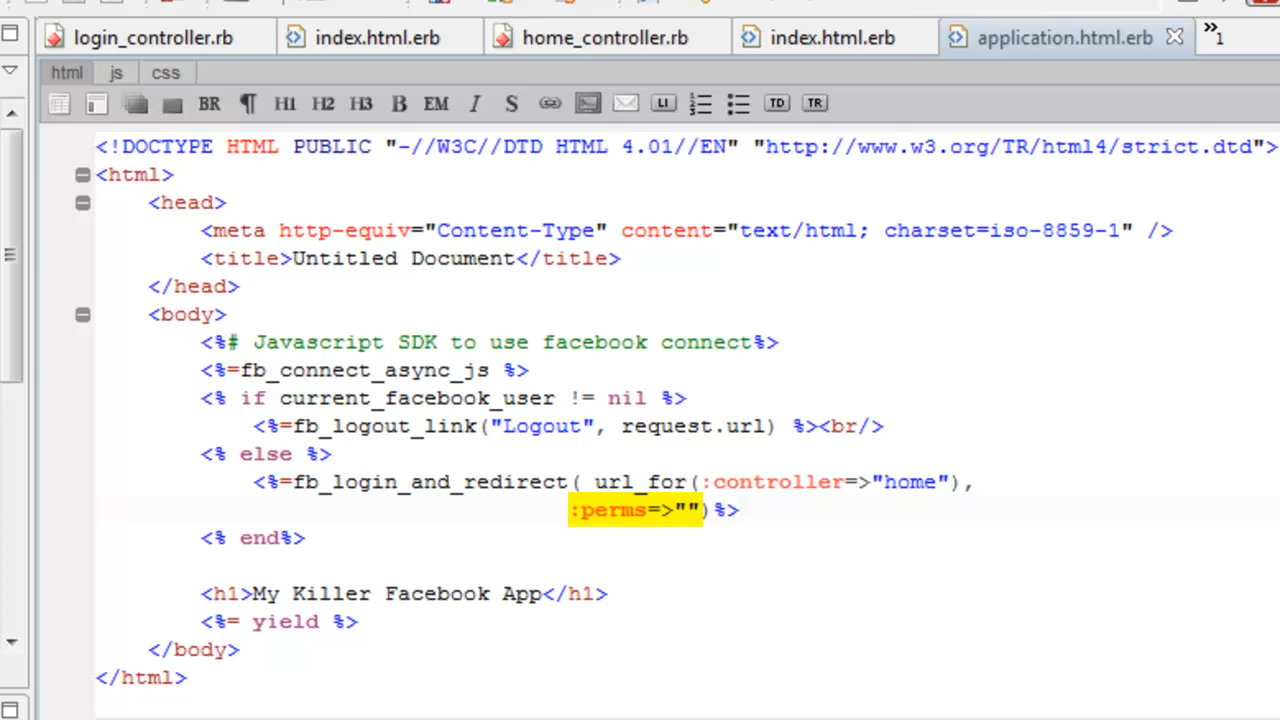 login_controller.rb index.html.erb home_controller.rb index.html.erb application.html.erb »1
html js css
BR ¶ H1 H2 H3 B EM I S LI TD TR
<!DOCTYPE HTML PUBLIC "-//W3C//DTD HTML 4.01//EN" "http://www.w3.org/TR/html4/strict.dtd">
<html>
<head>
<meta http-equiv="Content-Type" content="text/html; charset=iso-8859-1" />
<title>Untitled Document</title>
</head>
<body>
<%# Javascript SDK to use facebook connect%>
<%=fb_connect_async_js %>
<% if current_facebook_user != nil %>
<%=fb_logout_link("Logout", request.url) %><br/>
<% else %>
<%=fb_login_and_redirect( url_for(:controller=>"home"),
:perms=>"")%>
<% end%>
<h1>My Killer Facebook App</h1>
<%= yield %>
</body>
</html>